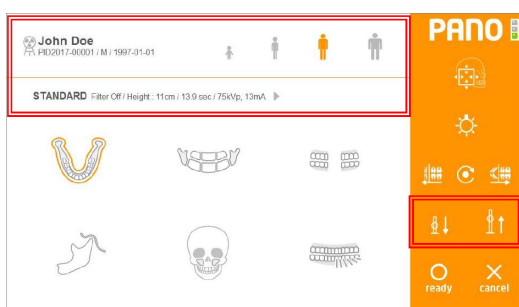 John Doe
PID2017-00001 / M / 1997-01-01
STANDARD Filter Off / Height : 11cm / 13.9 sec / 75kVp, 13mA
PANO
ready
cancel